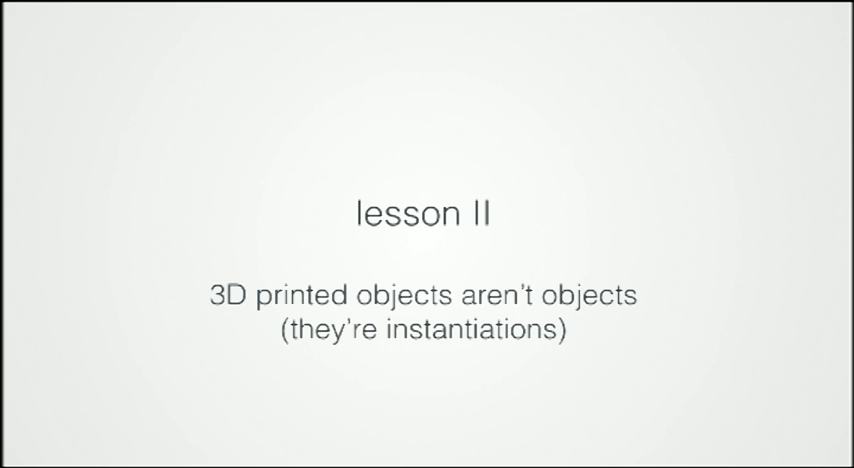 lesson II
3D printed objects aren't objects
(they're instantiations)